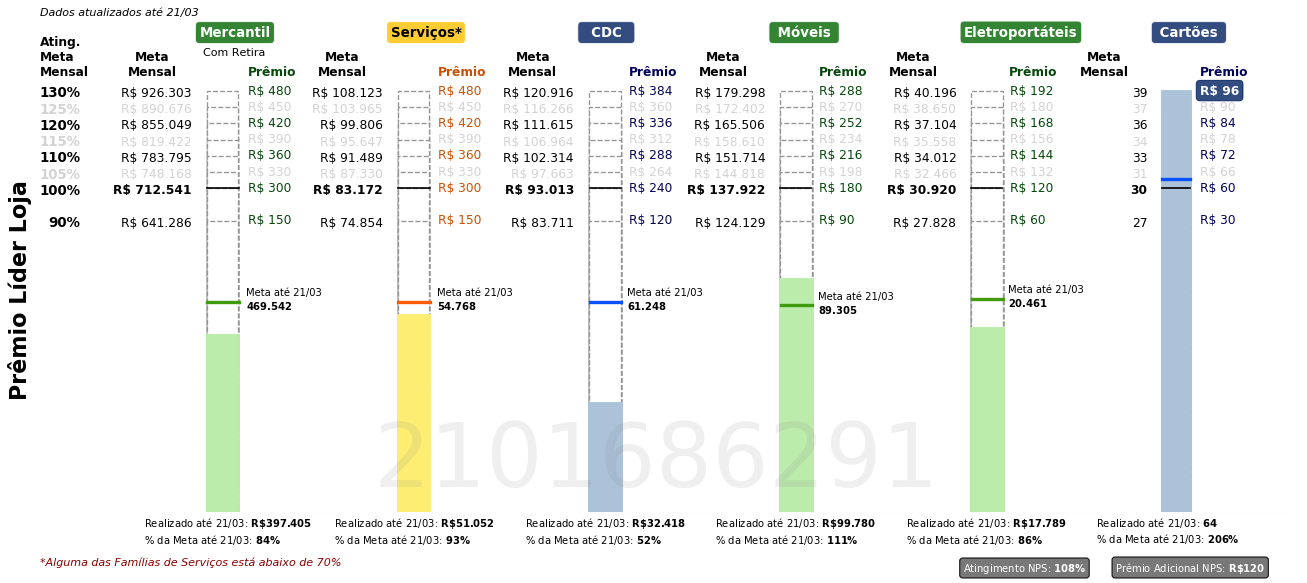 Dados atualizados até 21/03
Mercantil Serviços* CDC Móveis Eletroportáteis Cartões
Com Retira
Ating. Meta Mensal
Meta Mensal Prêmio Meta Mensal Prêmio Meta Mensal Prêmio Meta Mensal Prêmio Meta Mensal Prêmio Meta Mensal Prêmio
130% R$ 926.303 R$ 480 R$ 108.123 R$ 480 R$ 120.916 R$ 384 R$ 179.298 R$ 288 R$ 40.196 R$ 192 39 R$ 96
125% R$ 890.676 R$ 450 R$ 103.965 R$ 450 R$ 116.266 R$ 360 R$ 172.402 R$ 270 R$ 38.650 R$ 180 37 R$ 90
120% R$ 855.049 R$ 420 R$ 99.806 R$ 420 R$ 111.615 R$ 336 R$ 165.506 R$ 252 R$ 37.104 R$ 168 36 R$ 84
115% R$ 819.422 R$ 390 R$ 95.647 R$ 390 R$ 106.964 R$ 312 R$ 158.610 R$ 234 R$ 35.558 R$ 156 34 R$ 78
110% R$ 783.795 R$ 360 R$ 91.489 R$ 360 R$ 102.314 R$ 288 R$ 151.714 R$ 216 R$ 34.012 R$ 144 33 R$ 72
105% R$ 748.168 R$ 330 R$ 87.330 R$ 330 R$ 97.663 R$ 264 R$ 144.818 R$ 198 R$ 32.466 R$ 132 31 R$ 66
100% R$ 712.541 R$ 300 R$ 83.172 R$ 300 R$ 93.013 R$ 240 R$ 137.922 R$ 180 R$ 30.920 R$ 120 30 R$ 60
90% R$ 641.286 R$ 150 R$ 74.854 R$ 150 R$ 83.711 R$ 120 R$ 124.129 R$ 90 R$ 27.828 R$ 60 27 R$ 30
Prêmio Líder Loja
Meta até 21/03 Meta até 21/03 Meta até 21/03 Meta até 21/03 Meta até 21/03
469.542 54.768 61.248 89.305 20.461
2101686291
Realizado até 21/03: R$397.405 Realizado até 21/03: R$51.052 Realizado até 21/03: R$32.418 Realizado até 21/03: R$99.780 Realizado até 21/03: R$17.789 Realizado até 21/03: 64
% da Meta até 21/03: 84% % da Meta até 21/03: 93% % da Meta até 21/03: 52% % da Meta até 21/03: 111% % da Meta até 21/03: 86% % da Meta até 21/03: 206%
*Alguma das Famílias de Serviços está abaixo de 70% Atingimento NPS: 108% Prêmio Adicional NPS: R$120